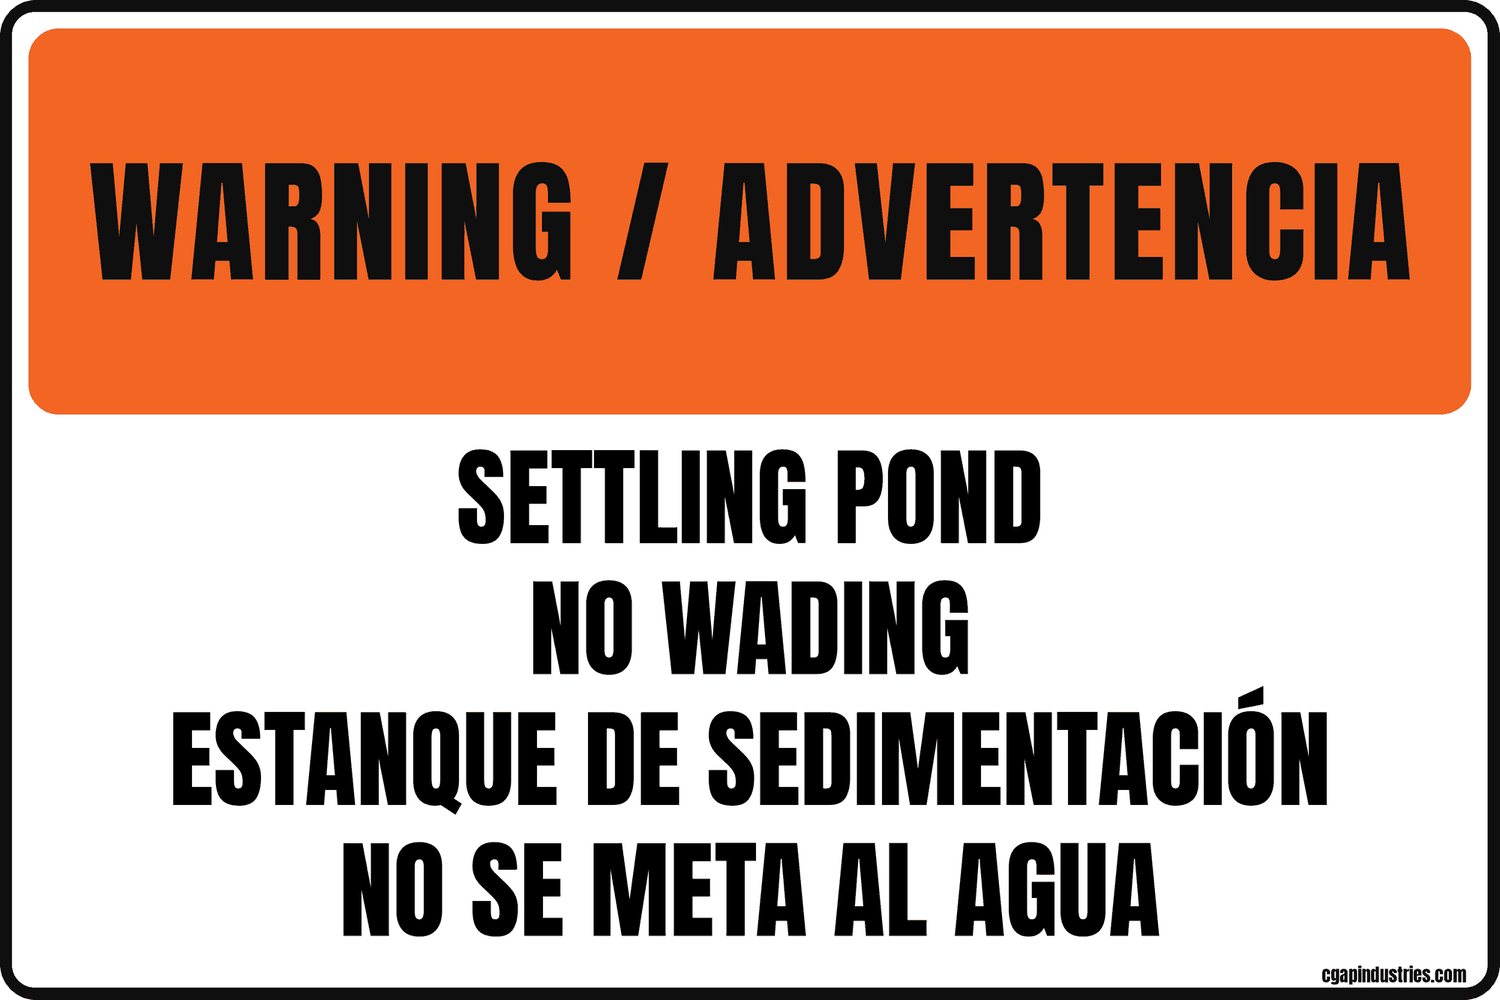 WARNING / ADVERTENCIA
SETTLING POND
NO WADING
ESTANQUE DE SEDIMENTACIÓN
NO SE META AL AGUA
cgapindustries.com